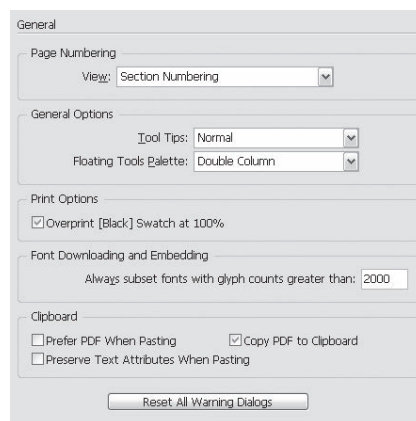 General
Page Numbering
View: Section Numbering
General Options
Tool Tips: Normal
Floating Tools Palette: Double Column
Print Options
Overprint [Black] Swatch at 100%
Font Downloading and Embedding
Always subset fonts with glyph counts greater than: 2000
Clipboard
Prefer PDF When Pasting Copy PDF to Clipboard
Preserve Text Attributes When Pasting
Reset All Warning Dialogs